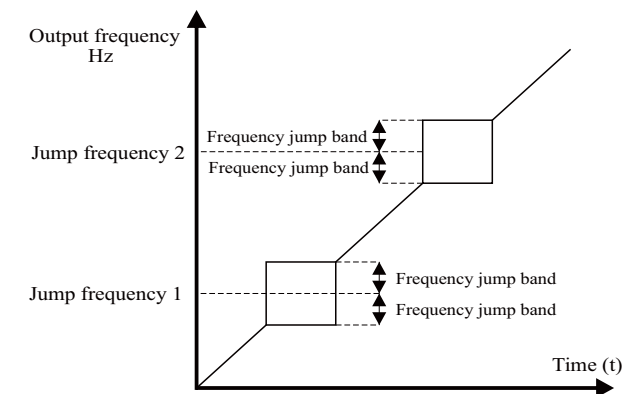 Output frequency
Hz
Frequency jump band
Jump frequency 2
Frequency jump band
Frequency jump band
Jump frequency 1
Frequency jump band
Time (t)